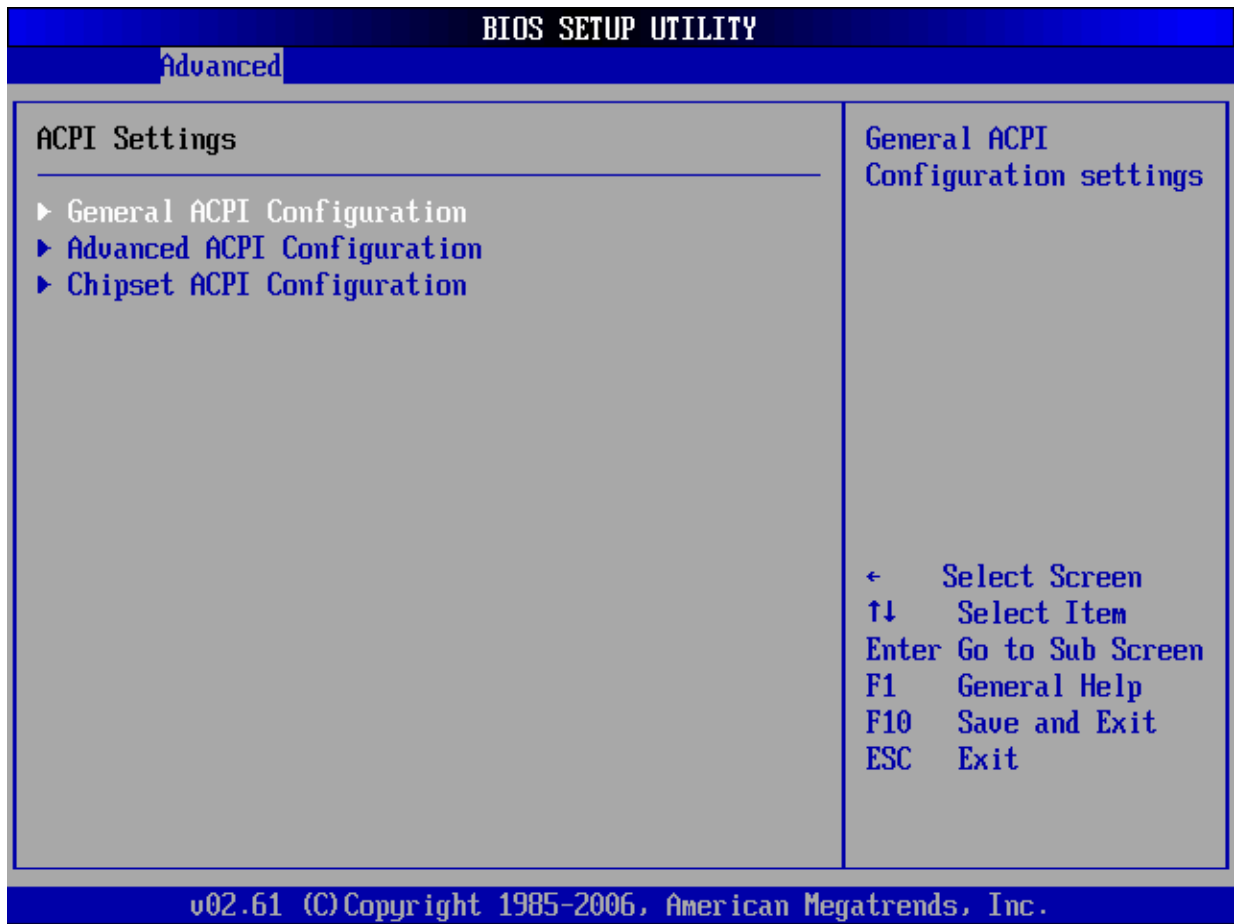 BIOS SETUP UTILITY
Advanced
ACPI Settings
General ACPI Configuration
Advanced ACPI Configuration
Chipset ACPI Configuration
General ACPI
Configuration settings
← Select Screen
↑↓ Select Item
Enter Go to Sub Screen
F1 General Help
F10 Save and Exit
ESC Exit
v02.61 (C)Copyright 1985-2006, American Megatrends, Inc.